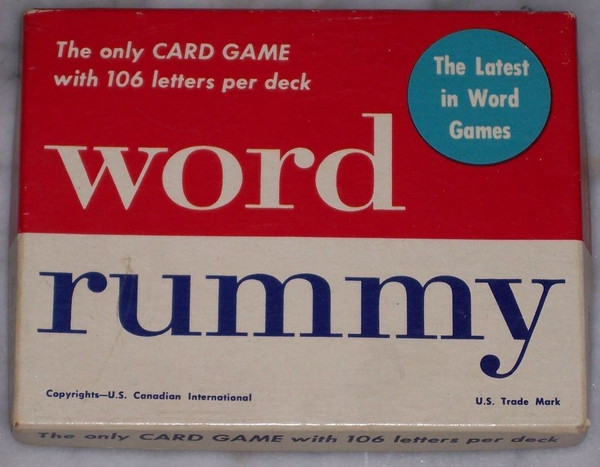 The only CARD GAME
with 106 letters per deck
The Latest
in Word
Games
word
rummy
Copyrights—U.S. Canadian International
U.S. Trade Mark
The only CARD GAME with 106 letters per deck